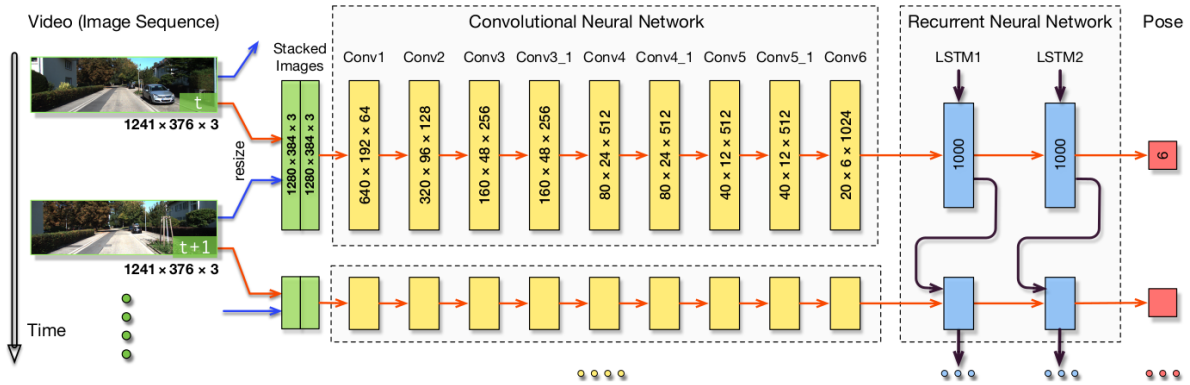 Video (Image Sequence)
Convolutional Neural Network
Recurrent Neural Network
Pose
Stacked
Images
Conv1
Conv2
Conv3
Conv3_1
Conv4
Conv4_1
Conv5
Conv5_1
Conv6
LSTM1
LSTM2
t
1241 × 376 × 3
resize
1280 × 384 × 3
1280 × 384 × 3
640 × 192 × 64
320 × 96 × 128
160 × 48 × 256
160 × 48 × 256
80 × 24 × 512
80 × 24 × 512
40 × 12 × 512
40 × 12 × 512
20 × 6 × 1024
1000
1000
6
t+1
1241 × 376 × 3
Time